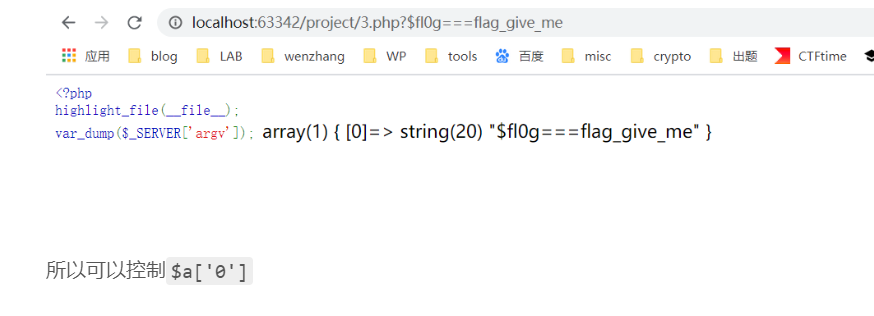 localhost:63342/project/3.php?$fl0g===flag_give_me
应用 blog LAB wenzhang WP tools 百度 misc crypto 出题 CTFtime
<?php
highlight_file(__file__);
var_dump($_SERVER['argv']); array(1) { [0]=> string(20) "$fl0g===flag_give_me" }
所以可以控制$a['0']